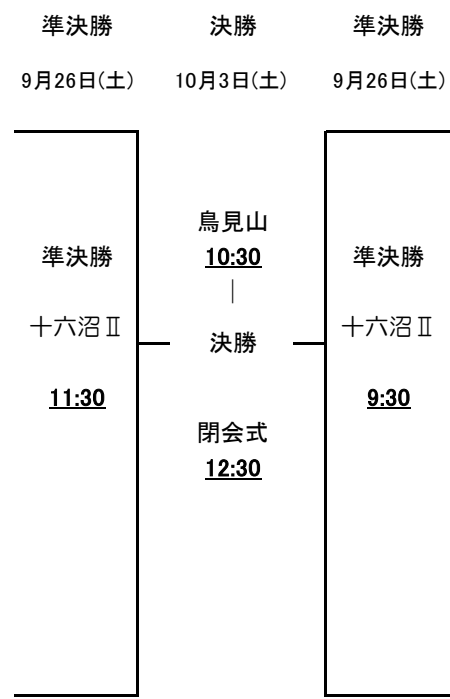 準決勝 決勝 準決勝
9月26日(土) 10月3日(土) 9月26日(土)
鳥見山
準決勝 10:30 準決勝
｜
十六沼Ⅱ 決勝 十六沼Ⅱ
11:30 9:30
閉会式
12:30